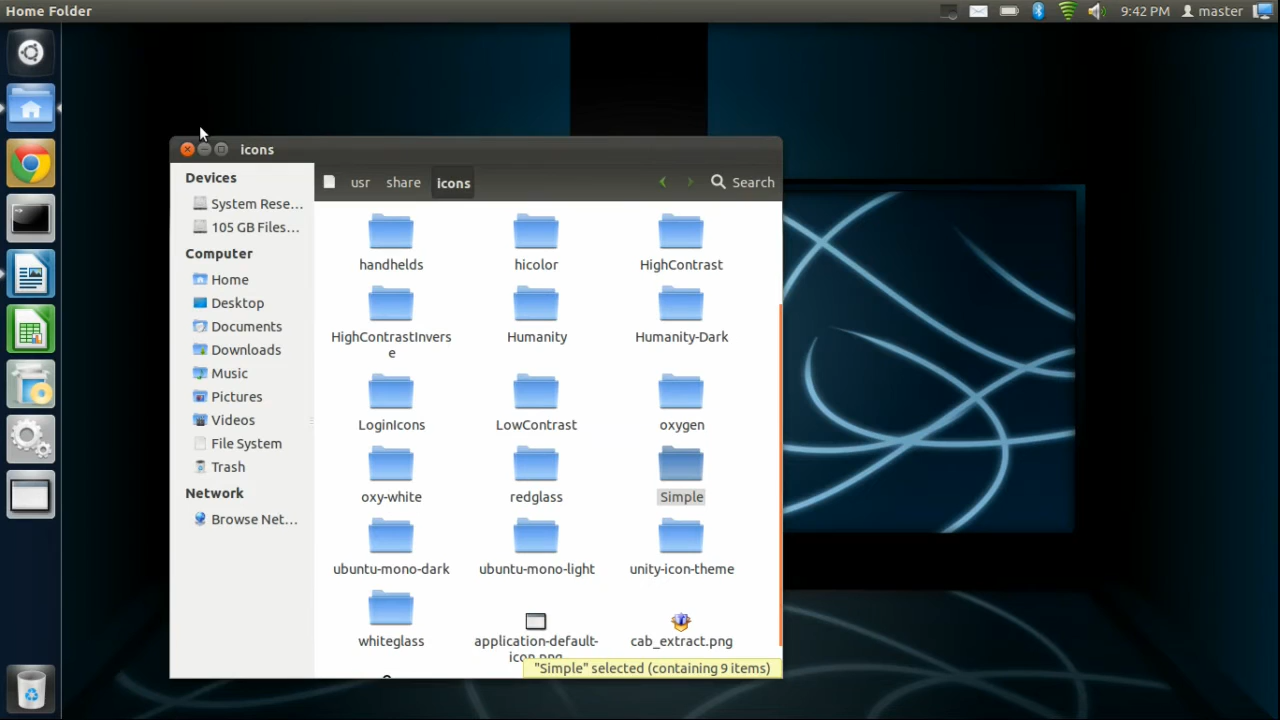 Home Folder
9:42 PM
master
icons
Devices
System Rese...
105 GB Files...
Computer
Home
Desktop
Documents
Downloads
Music
Pictures
Videos
File System
Trash
Network
Browse Net...
usr
share
icons
Search
handhelds
hicolor
HighContrast
HighContrastInvers
e
Humanity
Humanity-Dark
LoginIcons
LowContrast
oxygen
oxy-white
redglass
Simple
ubuntu-mono-dark
ubuntu-mono-light
unity-icon-theme
whiteglass
application-default-
icon.png
cab_extract.png
"Simple" selected (containing 9 items)